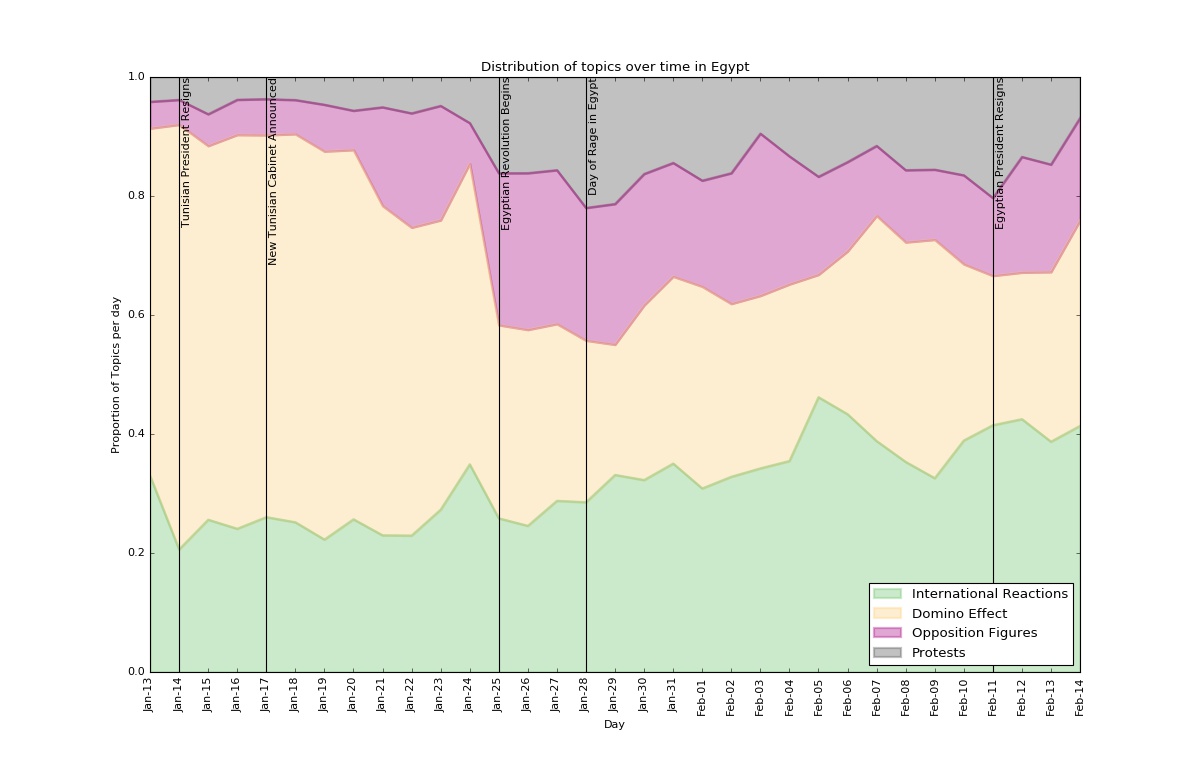 Distribution of topics over time in Egypt
Proportion of Topics per day
1.0
0.8
0.6
0.4
0.2
0.0
Tunisian President Resigns
New Tunisian Cabinet Announced
Egyptian Revolution Begins
Day of Rage in Egypt
Egyptian President Resigns
International Reactions
Domino Effect
Opposition Figures
Protests
Jan-13
Jan-14
Jan-15
Jan-16
Jan-17
Jan-18
Jan-19
Jan-20
Jan-21
Jan-22
Jan-23
Jan-24
Jan-25
Jan-26
Jan-27
Jan-28
Jan-29
Jan-30
Jan-31
Feb-01
Feb-02
Feb-03
Feb-04
Feb-05
Feb-06
Feb-07
Feb-08
Feb-09
Feb-10
Feb-11
Feb-12
Feb-13
Feb-14
Day